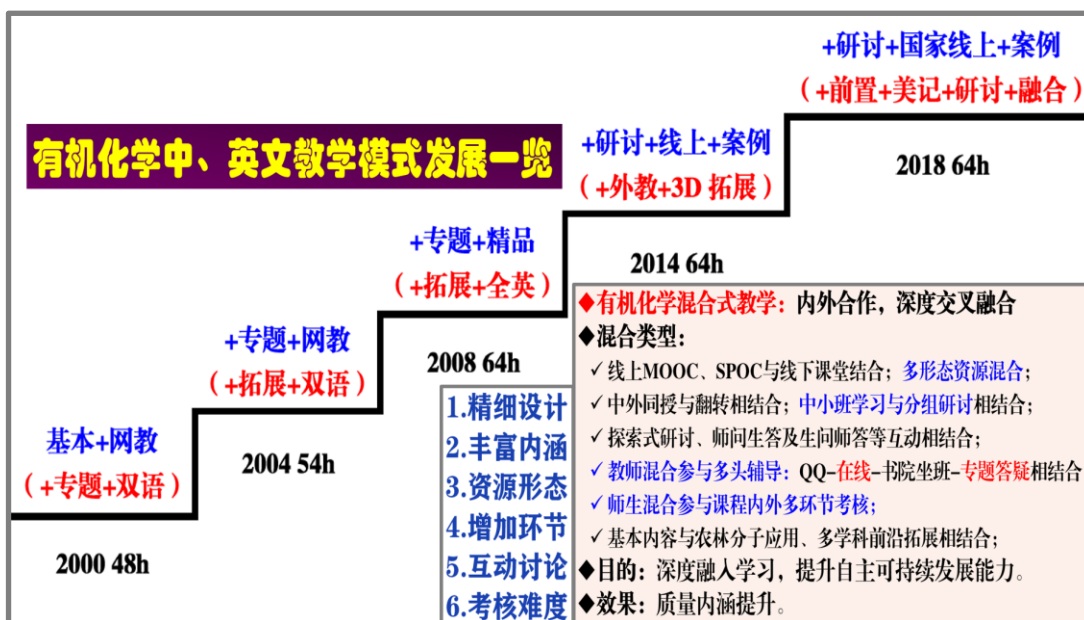 有机化学中、英文教学模式发展一览
基本+网教
（+专题+双语）
2000 48h
+专题+网教
（+拓展+双语）
2004 54h
+专题+精品
（+拓展+全英）
2008 64h
+研讨+线上+案例
（+外教+3D 拓展）
2014 64h
+研讨+国家线上+案例
（+前置+美记+研讨+融合）
2018 64h
1.精细设计
2.丰富内涵
3.资源形态
4.增加环节
5.互动讨论
6.考核难度
◆有机化学混合式教学：内外合作，深度交叉融合
◆混合类型：
✓线上MOOC、SPOC与线下课堂结合；多形态资源混合；
✓中外同授与翻转相结合；中小班学习与分组研讨相结合；
✓探索式研讨、师问生答及生问师答等互动相结合；
✓教师混合参与多头辅导：QQ-在线-书院坐班-专题答疑相结合
✓师生混合参与课程内外多环节考核；
✓基本内容与农林分子应用、多学科前沿拓展相结合；
◆目的：深度融入学习，提升自主可持续发展能力。
◆效果：质量内涵提升。